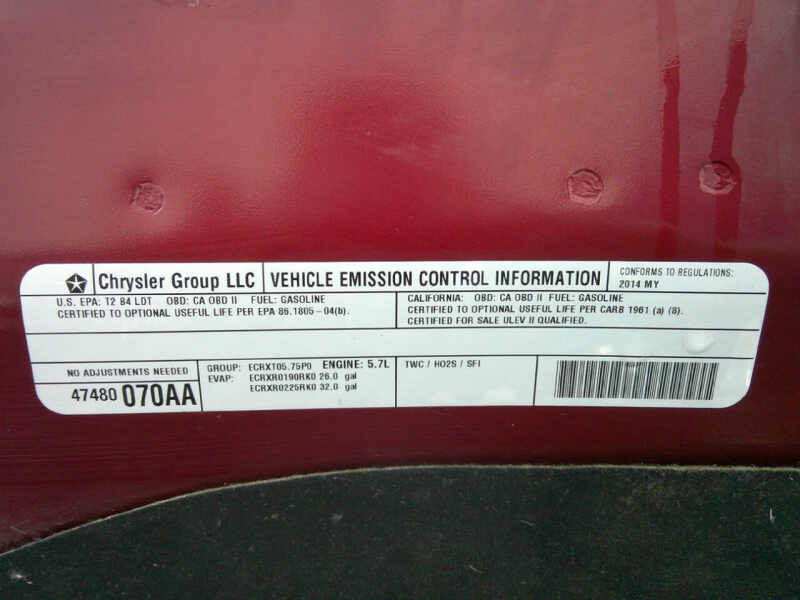 Chrysler Group LLC
VEHICLE EMISSION CONTROL INFORMATION
CONFORMS TO REGULATIONS:
2014 MY
U.S. EPA: T2 B4 LDT OBD: CA OBD II FUEL: GASOLINE
CERTIFIED TO OPTIONAL USEFUL LIFE PER EPA 86.1805-04(b).
CALIFORNIA: OBD: CA OBD II FUEL: GASOLINE
CERTIFIED TO OPTIONAL USEFUL LIFE PER CARB 1961 (a) (8).
CERTIFIED FOR SALE ULEV II QUALIFIED.
NO ADJUSTMENTS NEEDED
47480 070AA
GROUP: ECRXT05.75P0 ENGINE: 5.7L
EVAP: ECRXR0190RK0 26.0 gal
ECRXR0225RK0 32.0 gal
TWC / HO2S / SFI